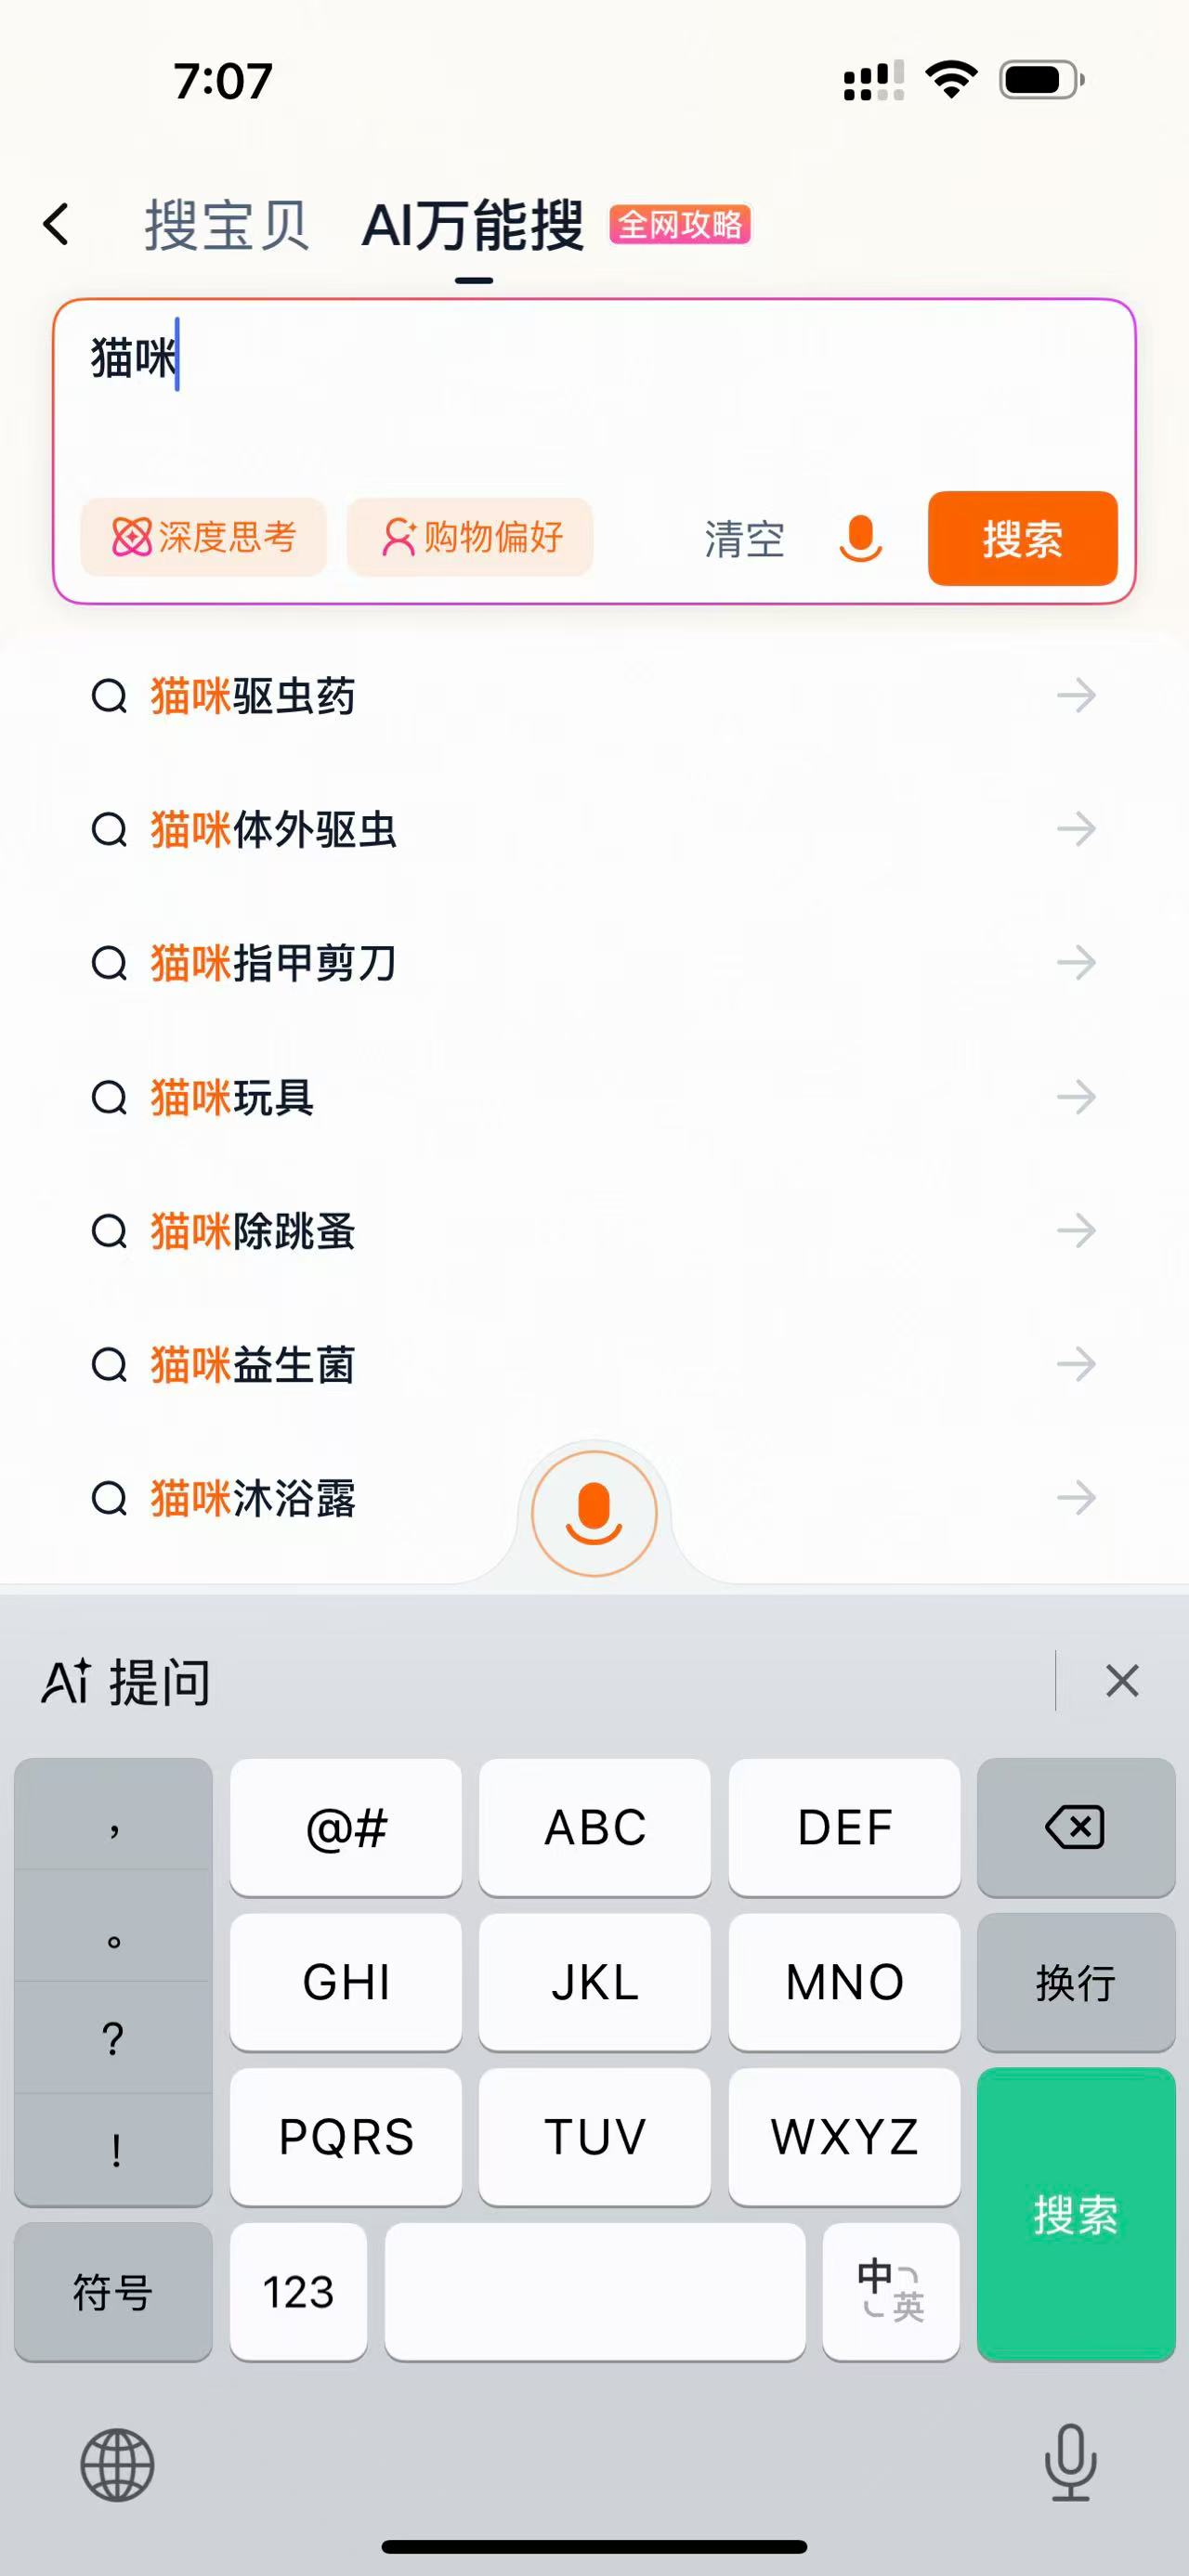 7:07
搜宝贝 AI万能搜 全网攻略
猫咪
深度思考 购物偏好 清空 搜索
猫咪驱虫药
猫咪体外驱虫
猫咪指甲剪刀
猫咪玩具
猫咪除跳蚤
猫咪益生菌
猫咪沐浴露
Ai 提问
， @# ABC DEF
。 GHI JKL MNO 换行
?
! PQRS TUV WXYZ
搜索
符号 123 中 英